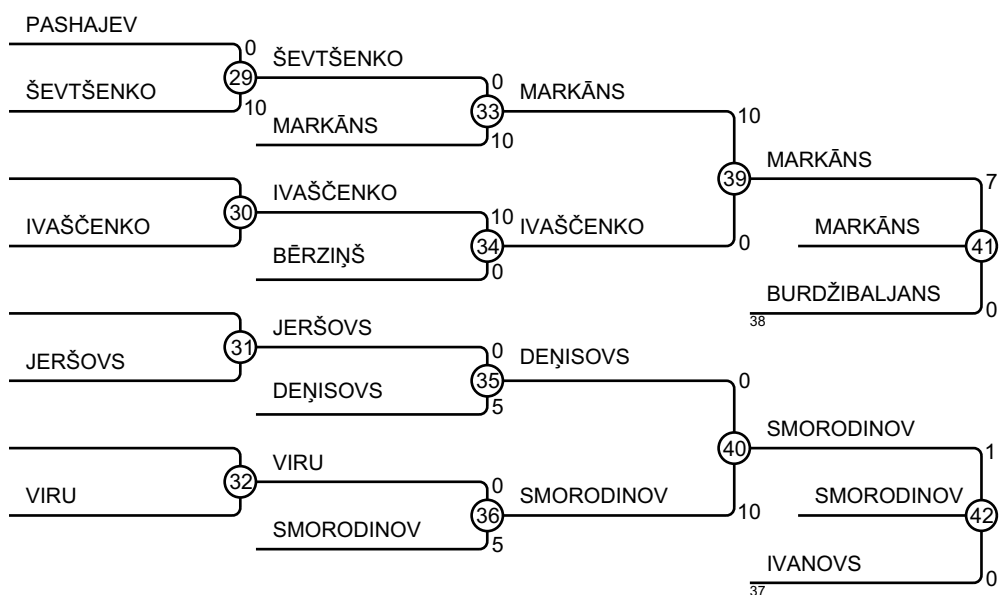 PASHAJEV
0
ŠEVTŠENKO
29
0
ŠEVTŠENKO
10
MARKĀNS
33
MARKĀNS
10
10
MARKĀNS
39
7
IVAŠČENKO
30
IVAŠČENKO
10
IVAŠČENKO
0
MARKĀNS
34
BĒRZIŅŠ
0
41
BURDŽIBALJANS
0
38
JERŠOVS
31
JERŠOVS
0
DEŅISOVS
35
0
DEŅISOVS
5
SMORODINOV
40
1
VIRU
32
VIRU
0
SMORODINOV
10
SMORODINOV
36
42
SMORODINOV
5
IVANOVS
0
37